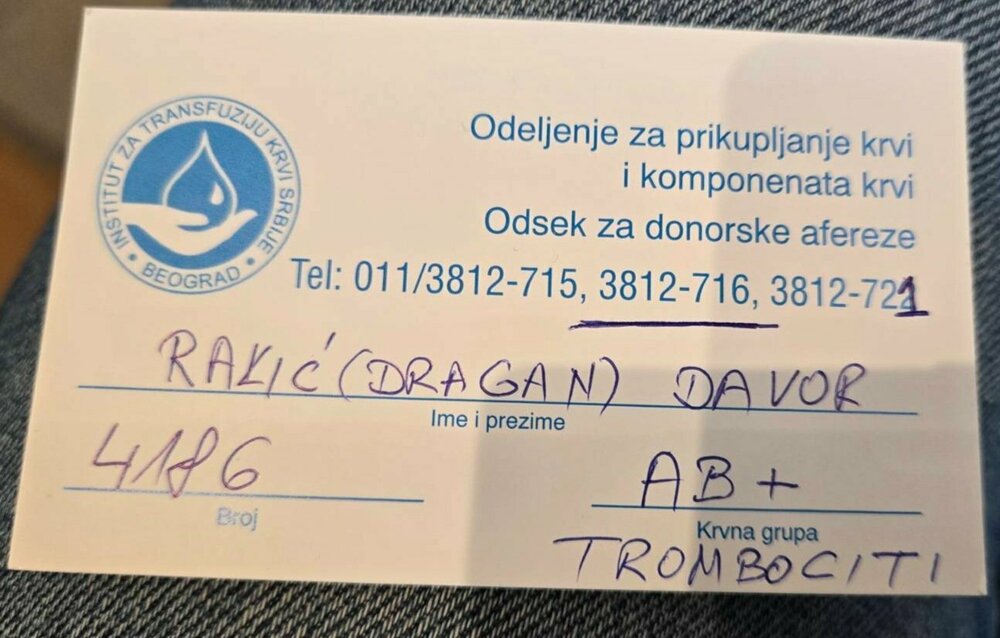 INSTITUT ZA TRANSFUZIJU KRVI SRBIJE
• BEOGRAD •
Odeljenje za prikupljanje krvi
i komponenata krvi
Odsek za donorske afereze
Tel: 011/3812-715, 3812-716, 3812-721
RAKIĆ (DRAGAN) DAVOR
Ime i prezime
4186
Broj
AB +
Krvna grupa
TROMBOCITI